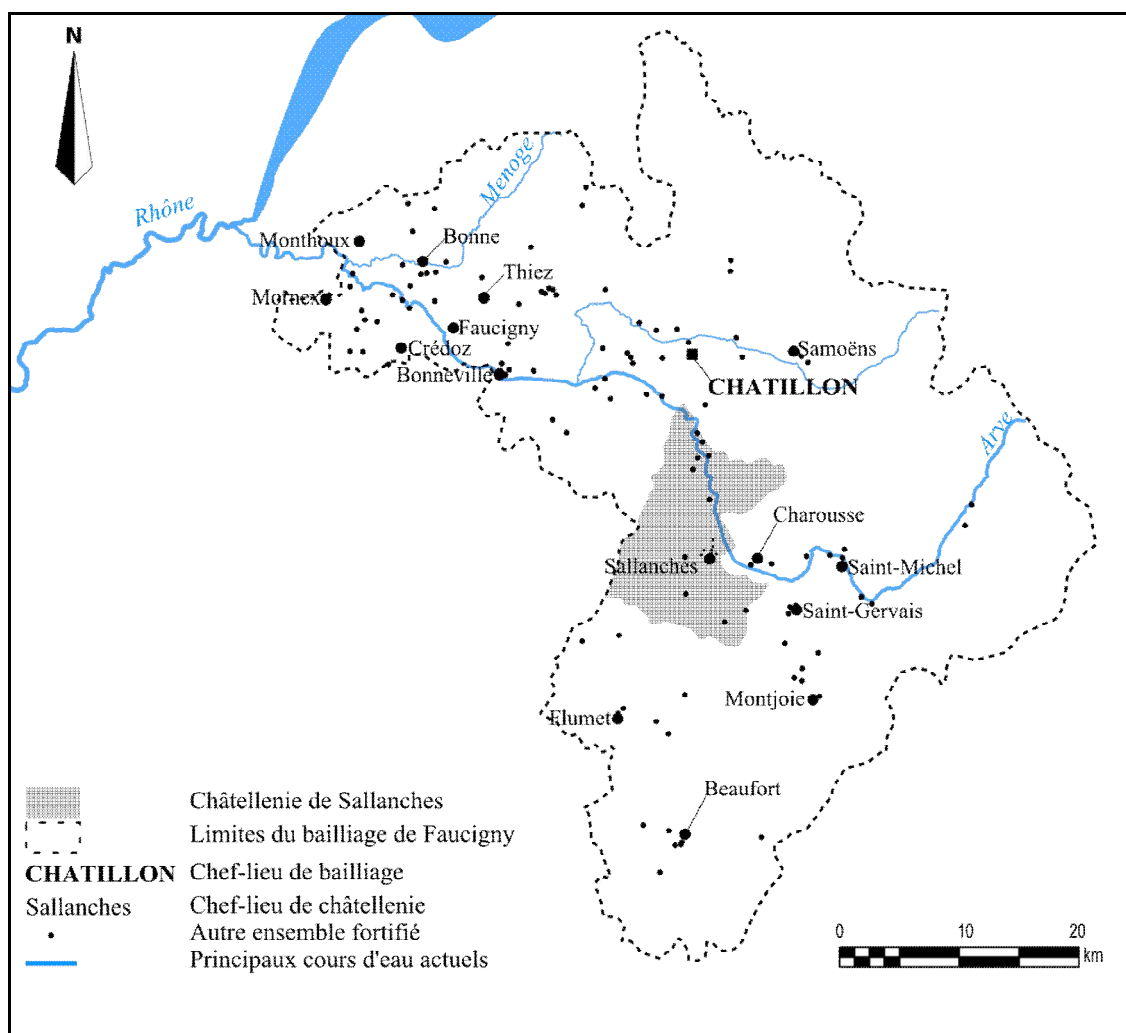 N
Rhône
Menoge
Monthoux
Bonne
Thiez
Mornex
Faucigny
Crédoz
Bonneville
Samoëns
CHATILLON
Arve
Charousse
Sallanches
Saint-Michel
Saint-Gervais
Montjoie
Flumet
Beaufort
Châtellenie de Sallanches
Limites du bailliage de Faucigny
CHATILLON Chef-lieu de bailliage
Sallanches Chef-lieu de châtellenie
Autre ensemble fortifié
Principaux cours d'eau actuels
0 10 20
km